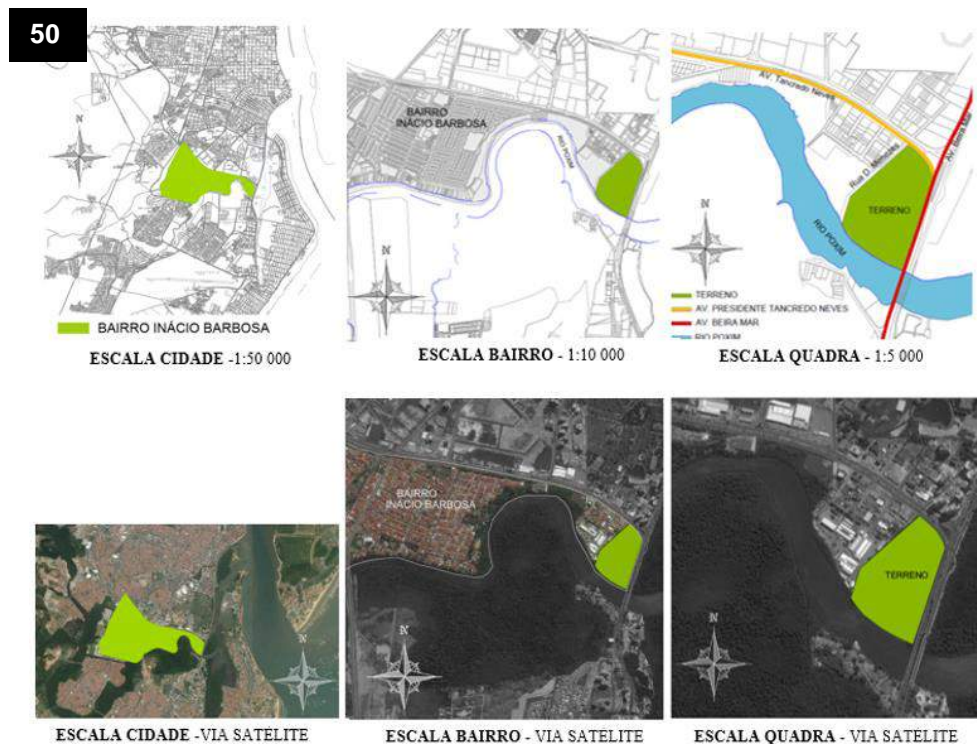 50
N
BAIRRO INÁCIO BARBOSA
ESCALA CIDADE -1:50 000
BAIRRO
INÁCIO BARBOSA
RIO POXIM
N
ESCALA BAIRRO - 1:10 000
AV. Tancredo Neves
AV. Beira Mar
Rua D. Menezes
TERRENO
RIO POXIM
N
TERRENO
AV. PRESIDENTE TANCREDO NEVES
AV. BEIRA MAR
RIO POXIM
ESCALA QUADRA - 1:5 000
N
ESCALA CIDADE -VIA SATÉLITE
BAIRRO
INÁCIO BARBOSA
N
ESCALA BAIRRO - VIA SATÉLITE
TERRENO
N
ESCALA QUADRA - VIA SATÉLITE